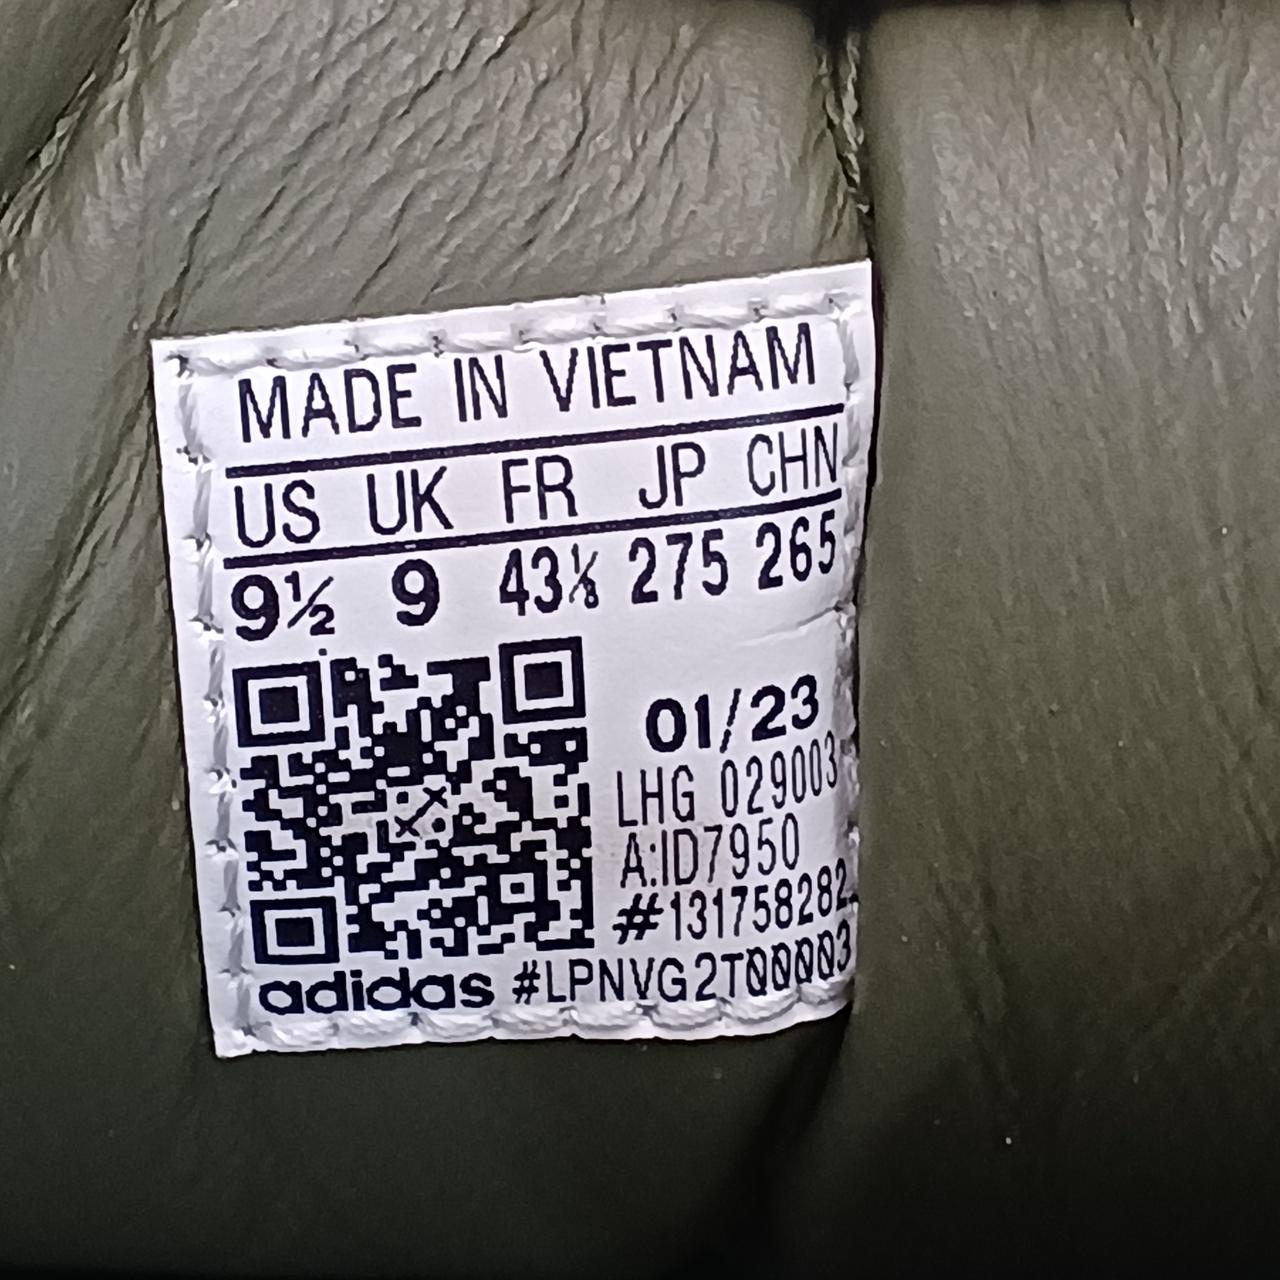 MADE IN VIETNAM
US UK FR JP CHN
9½ 9 43⅓ 275 265
01/23
LHG 029003
A:ID7950
#131758282
adidas #LPNVG2T00003